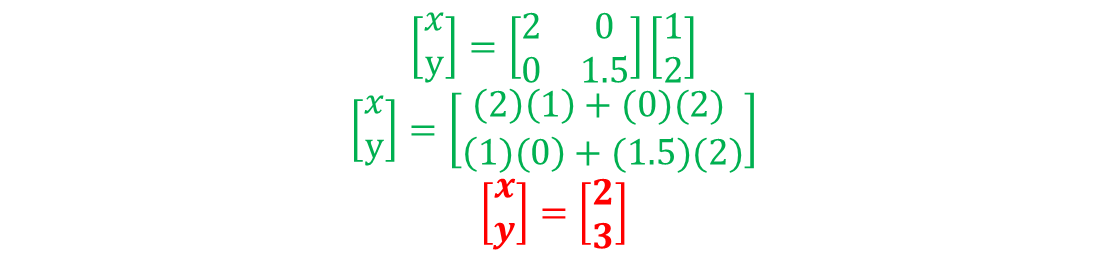 [x y] = [2 0 0 1.5] [1 2]
[x y] = [(2)(1) + (0)(2) (1)(0) + (1.5)(2)]
[x y] = [2 3]